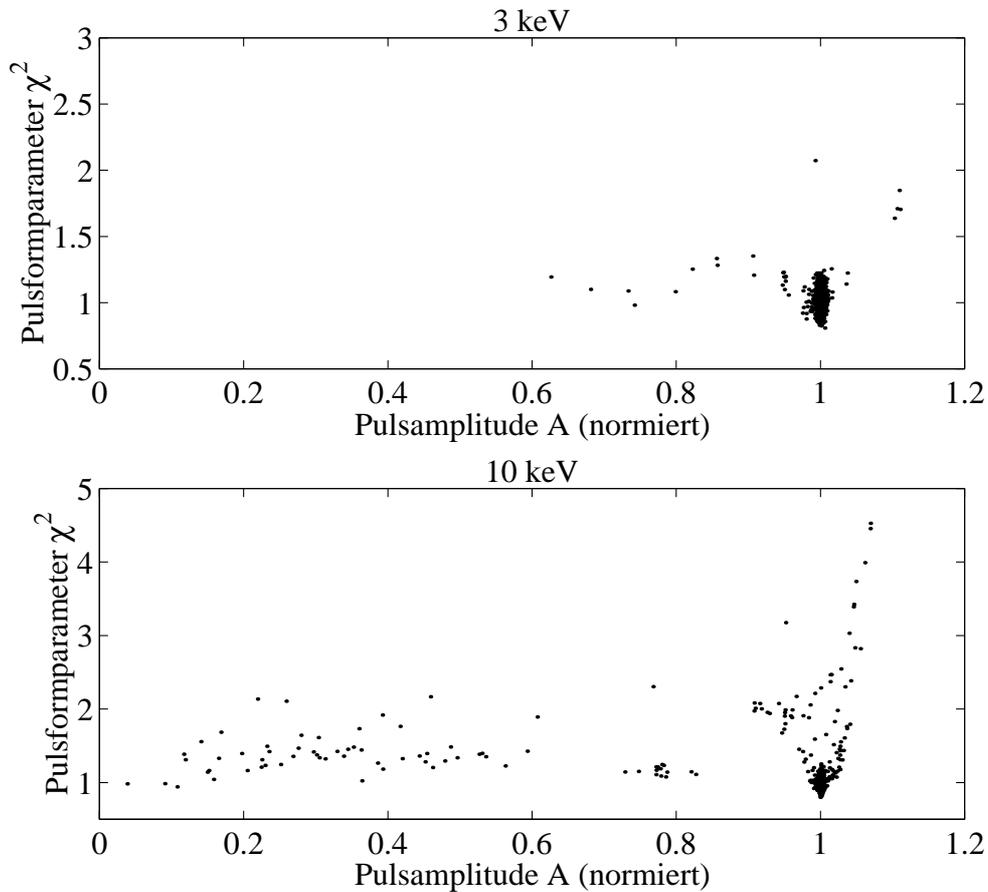 3 keV
3
2.5
2
1.5
1
0.5
Pulsformparameter χ²
0 0.2 0.4 0.6 0.8 1 1.2
Pulsamplitude A (normiert)
10 keV
5
4
3
2
1
Pulsformparameter χ²
0 0.2 0.4 0.6 0.8 1 1.2
Pulsamplitude A (normiert)